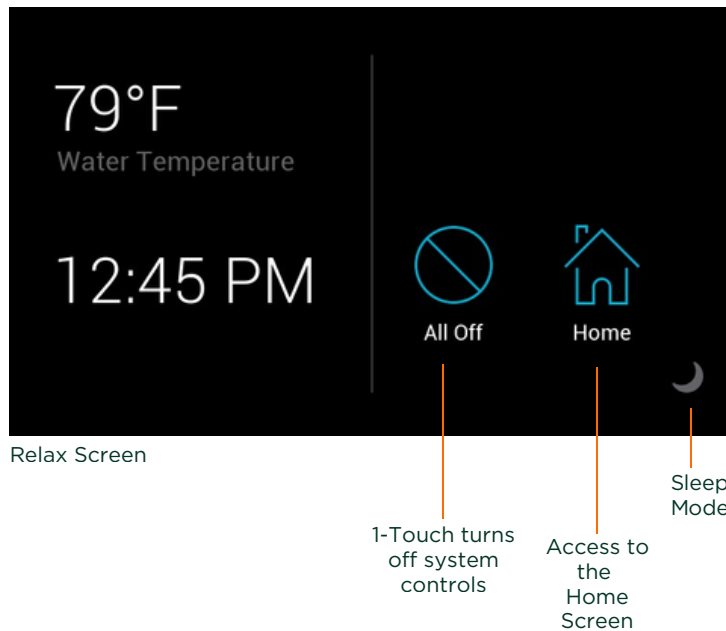 79°F
Water Temperature
12:45 PM
All Off
Home
Relax Screen
Sleep
Mode
1-Touch turns
off system
controls
Access to
the
Home
Screen